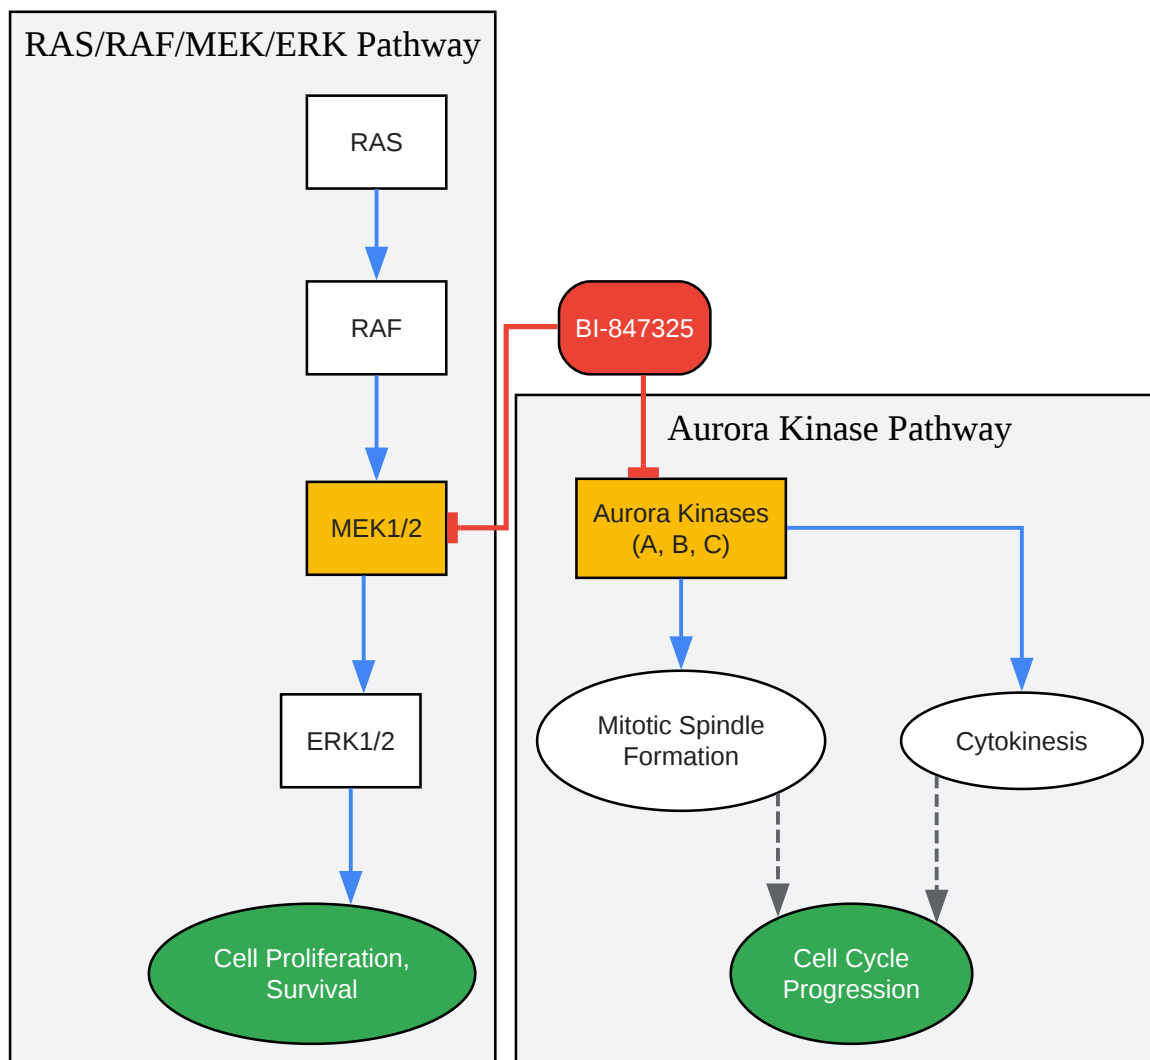 RAS/RAF/MEK/ERK Pathway
RAS
RAF
MEK1/2
ERK1/2
Cell Proliferation,
Survival
BI-847325
Aurora Kinase Pathway
Aurora Kinases
(A, B, C)
Mitotic Spindle
Formation
Cytokinesis
Cell Cycle
Progression